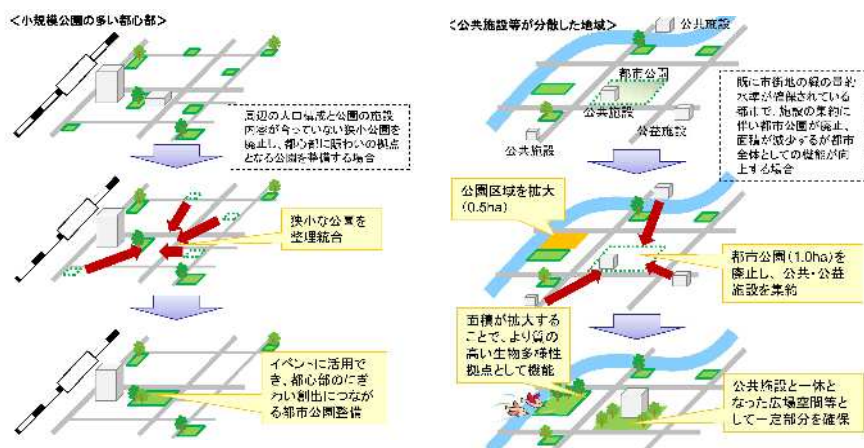 ＜小規模公園の多い都心部＞
周辺の人口構成と公園の施設
内容が合っていない狭小公園を
廃止し、都心部に賑わいの拠点
となる公園を整備する場合
狭小な公園を
整理統合
イベントに活用で
き、都心部のにぎ
わい創出につなが
る都市公園整備
＜公共施設等が分散した地域＞
公共施設
都市公園
公共施設
公益施設
公共施設
既に市街地の緑の量的
水準が確保されている
都市で、施設の集約に
伴い都市公園が廃止、
面積が減少するが都市
全体としての機能が向
上する場合
公園区域を拡大
（0.5ha）
都市公園（1.0ha）を
廃止し、公共・公益
施設を集約
面積が拡大する
ことで、より質の
高い生物多様性
拠点として機能
公共施設と一体と
なった広場空間等と
して一定部分を確保